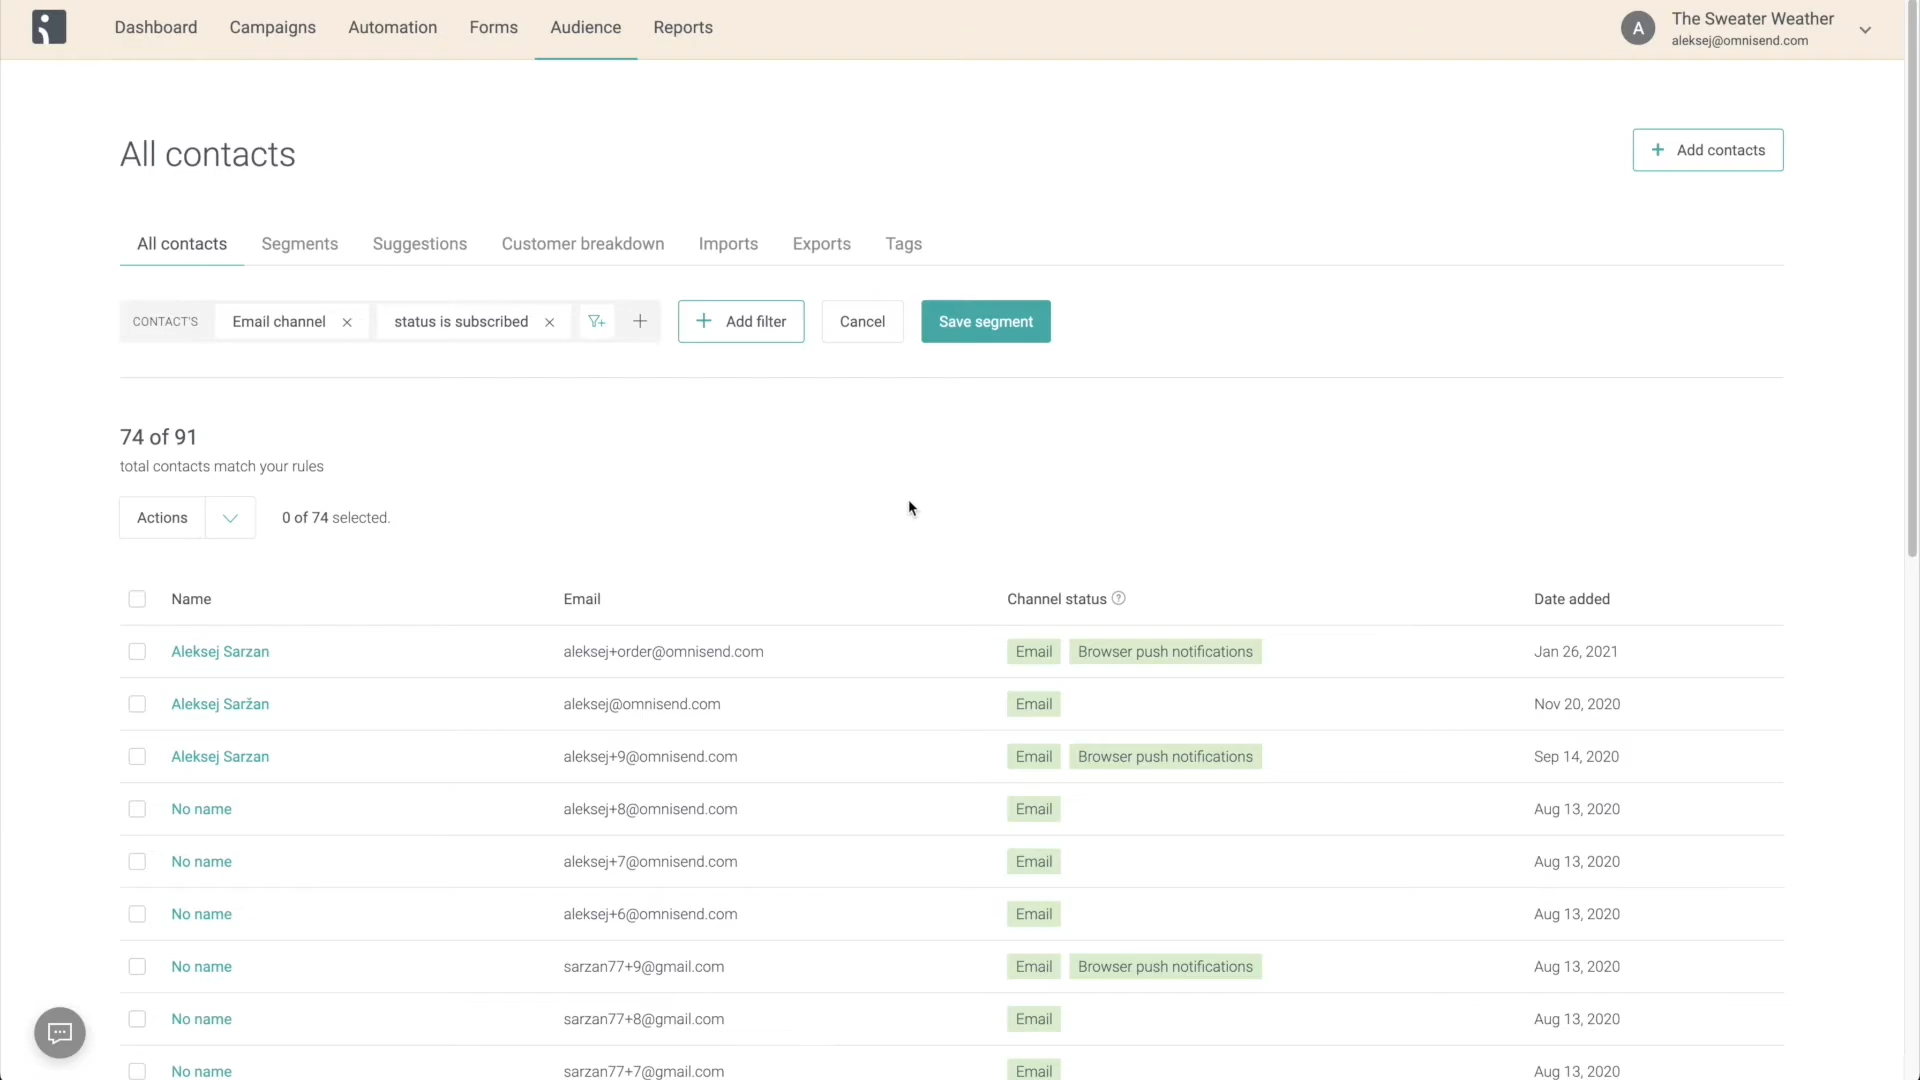 Dashboard Campaigns Automation Forms Audience Reports
A The Sweater Weather
aleksej@omnisend.com
All contacts
+ Add contacts
All contacts Segments Suggestions Customer breakdown Imports Exports Tags
CONTACT'S Email channel × status is subscribed × + + Add filter Cancel Save segment
74 of 91
total contacts match your rules
Actions 0 of 74 selected.
Name Email Channel status ? Date added
Aleksej Sarzan aleksej+order@omnisend.com Email Browser push notifications Jan 26, 2021
Aleksej Saržan aleksej@omnisend.com Email Nov 20, 2020
Aleksej Sarzan aleksej+9@omnisend.com Email Browser push notifications Sep 14, 2020
No name aleksej+8@omnisend.com Email Aug 13, 2020
No name aleksej+7@omnisend.com Email Aug 13, 2020
No name aleksej+6@omnisend.com Email Aug 13, 2020
No name sarzan77+9@gmail.com Email Browser push notifications Aug 13, 2020
No name sarzan77+8@gmail.com Email Aug 13, 2020
No name sarzan77+7@gmail.com Email Aug 13, 2020